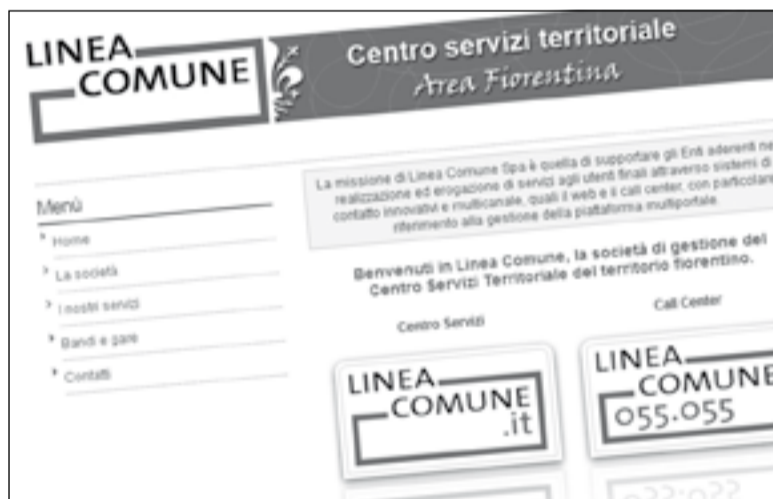 LINEA
COMUNE
Centro servizi territoriale
Area Fiorentina
La missione di Linea Comune Spa è quella di supportare gli Enti aderenti
realizzazione ed erogazione di servizi agli utenti finali attraverso sistemi di
contatto innovativi e multicanale, quali il web e il call center, con particolare
riferimento alla gestione della piattaforma multiportale.
Menù
Home
La società
I nostri servizi
Bandi e gare
Contatti
Benvenuti in Linea Comune, la società di gestione del
Centro Servizi Territoriale del territorio fiorentino.
Centro Servizi
Call Center
LINEA
COMUNE
.it
LINEA
COMUNE
055.055